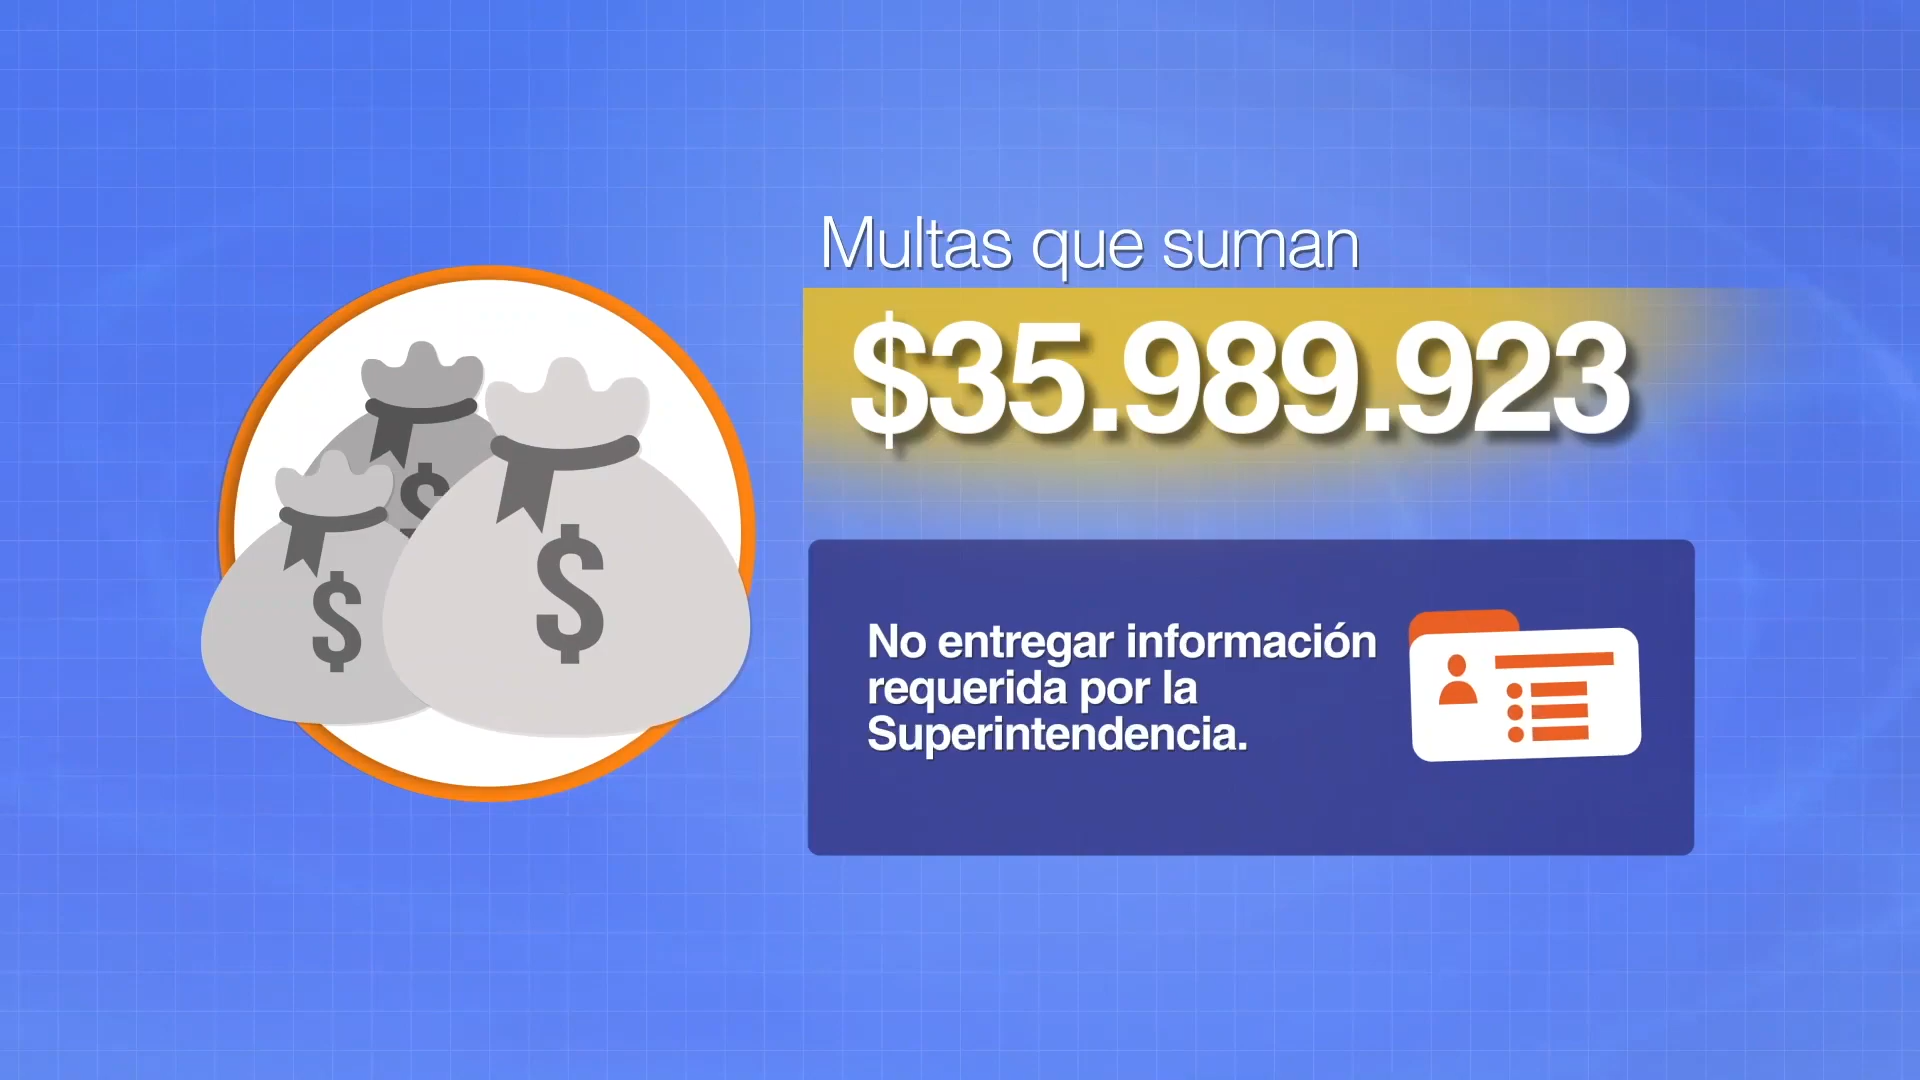 Multas que suman
$35.989.923
No entregar información
requerida por la
Superintendencia.
$
$
$